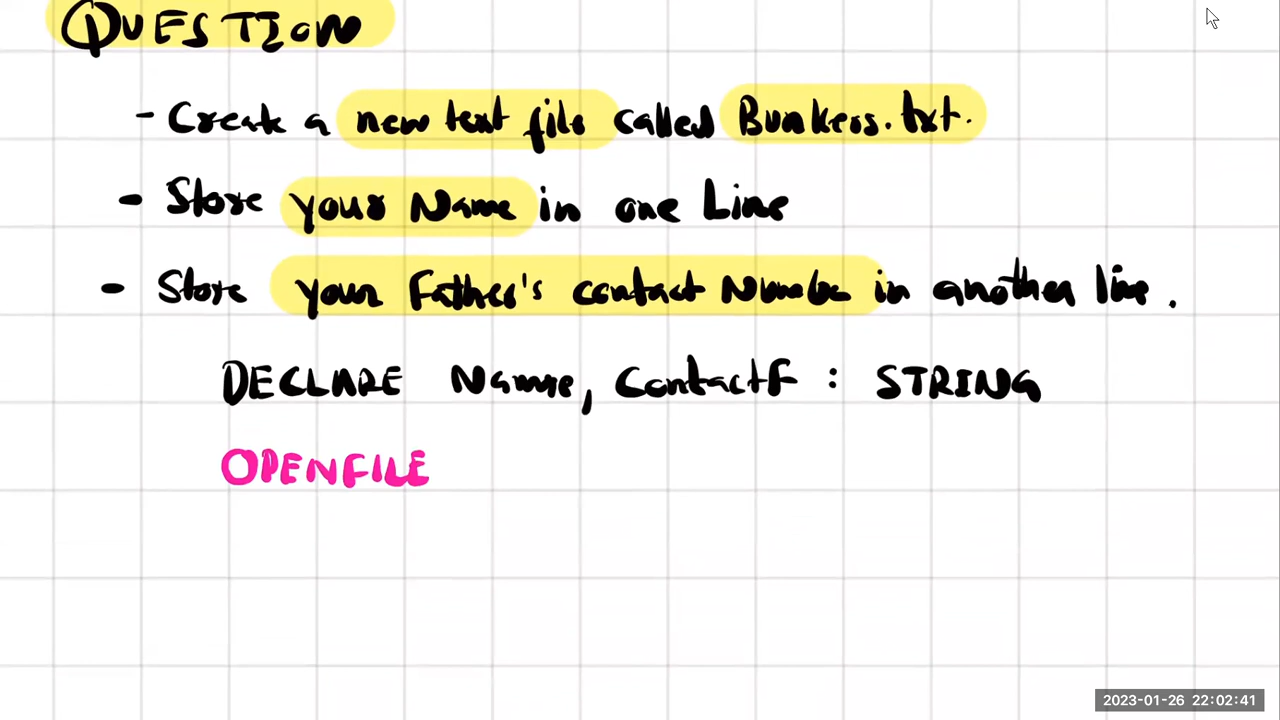 QUESTION
- Create a new text file called Bunkers.txt.
- Store your Name in one Line
- Store your Father's contact Number in another line.
DECLARE Name, ContactF : STRING
OPENFILE
2023-01-26 22:02:41